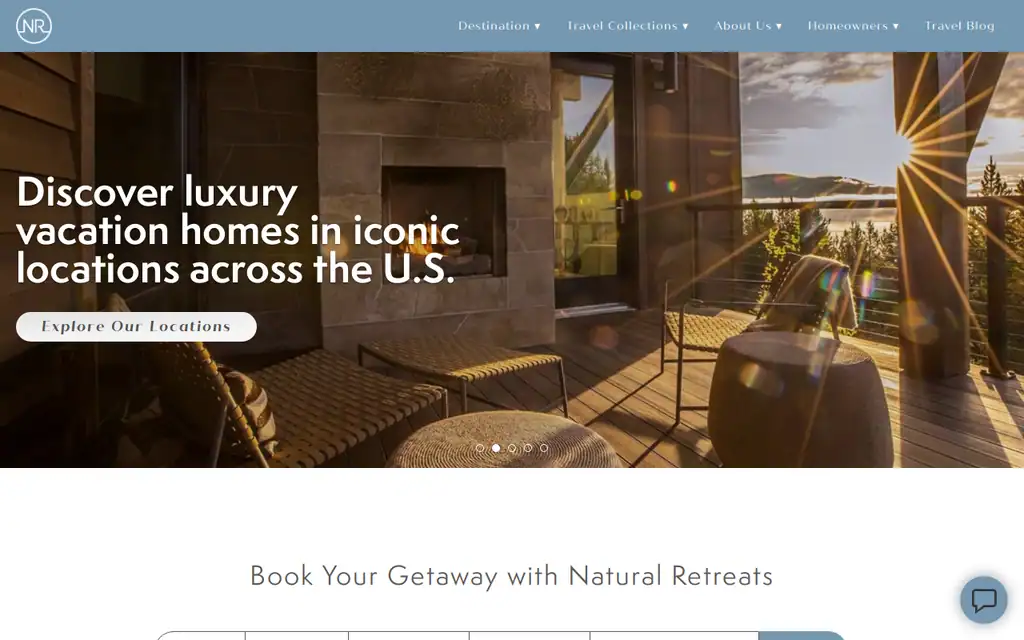 NR
Destination ▾
Travel Collections ▾
About Us ▾
Homeowners ▾
Travel Blog
Discover luxury
vacation homes in iconic
locations across the U.S.
Explore Our Locations
Book Your Getaway with Natural Retreats